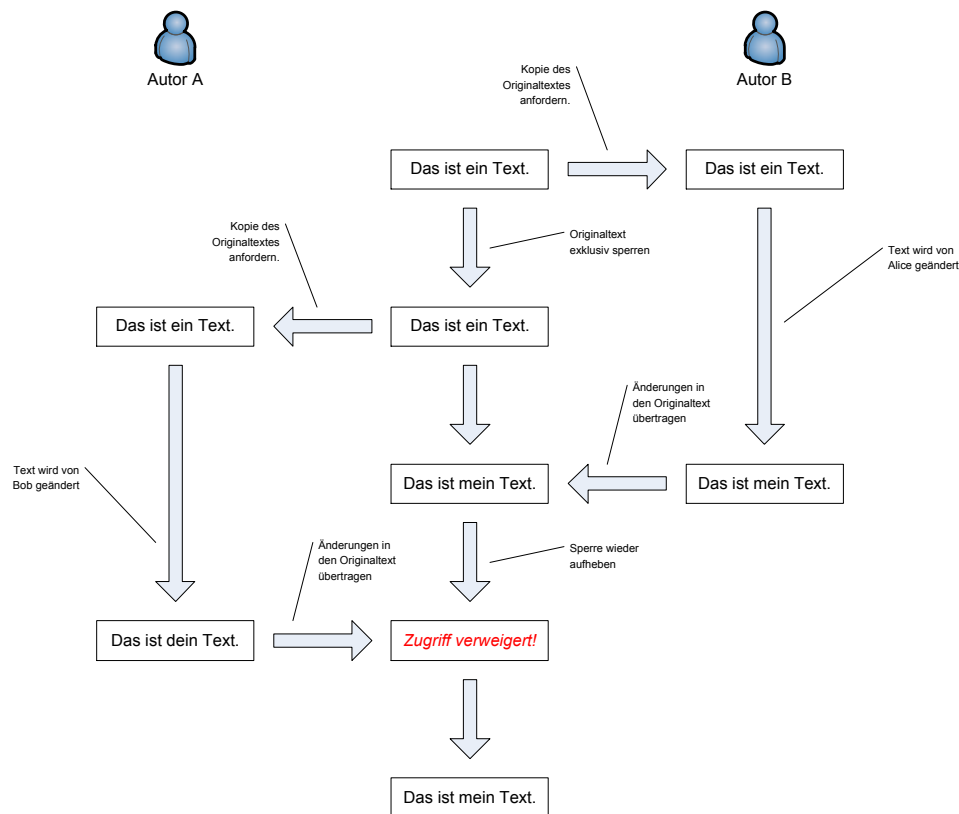 Autor A
Autor B
Kopie des
Originaltextes
anfordern.
Das ist ein Text.
Das ist ein Text.
Kopie des
Originaltextes
anfordern.
Originaltext
exklusiv sperren
Text wird von
Alice geändert
Das ist ein Text.
Das ist ein Text.
Änderungen in
den Originaltext
übertragen
Text wird von
Bob geändert
Das ist mein Text.
Das ist mein Text.
Änderungen in
den Originaltext
übertragen
Sperre wieder
aufheben
Das ist dein Text.
Zugriff verweigert!
Das ist mein Text.